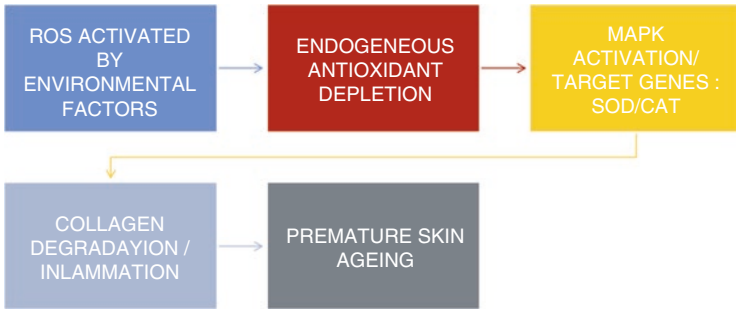 ROS ACTIVATED
BY
ENVIRONMENTAL
FACTORS
ENDOGENEOUS
ANTIOXIDANT
DEPLETION
MAPK
ACTIVATION/
TARGET GENES :
SOD/CAT
COLLAGEN
DEGRADAYION /
INLAMMATION
PREMATURE SKIN
AGEING